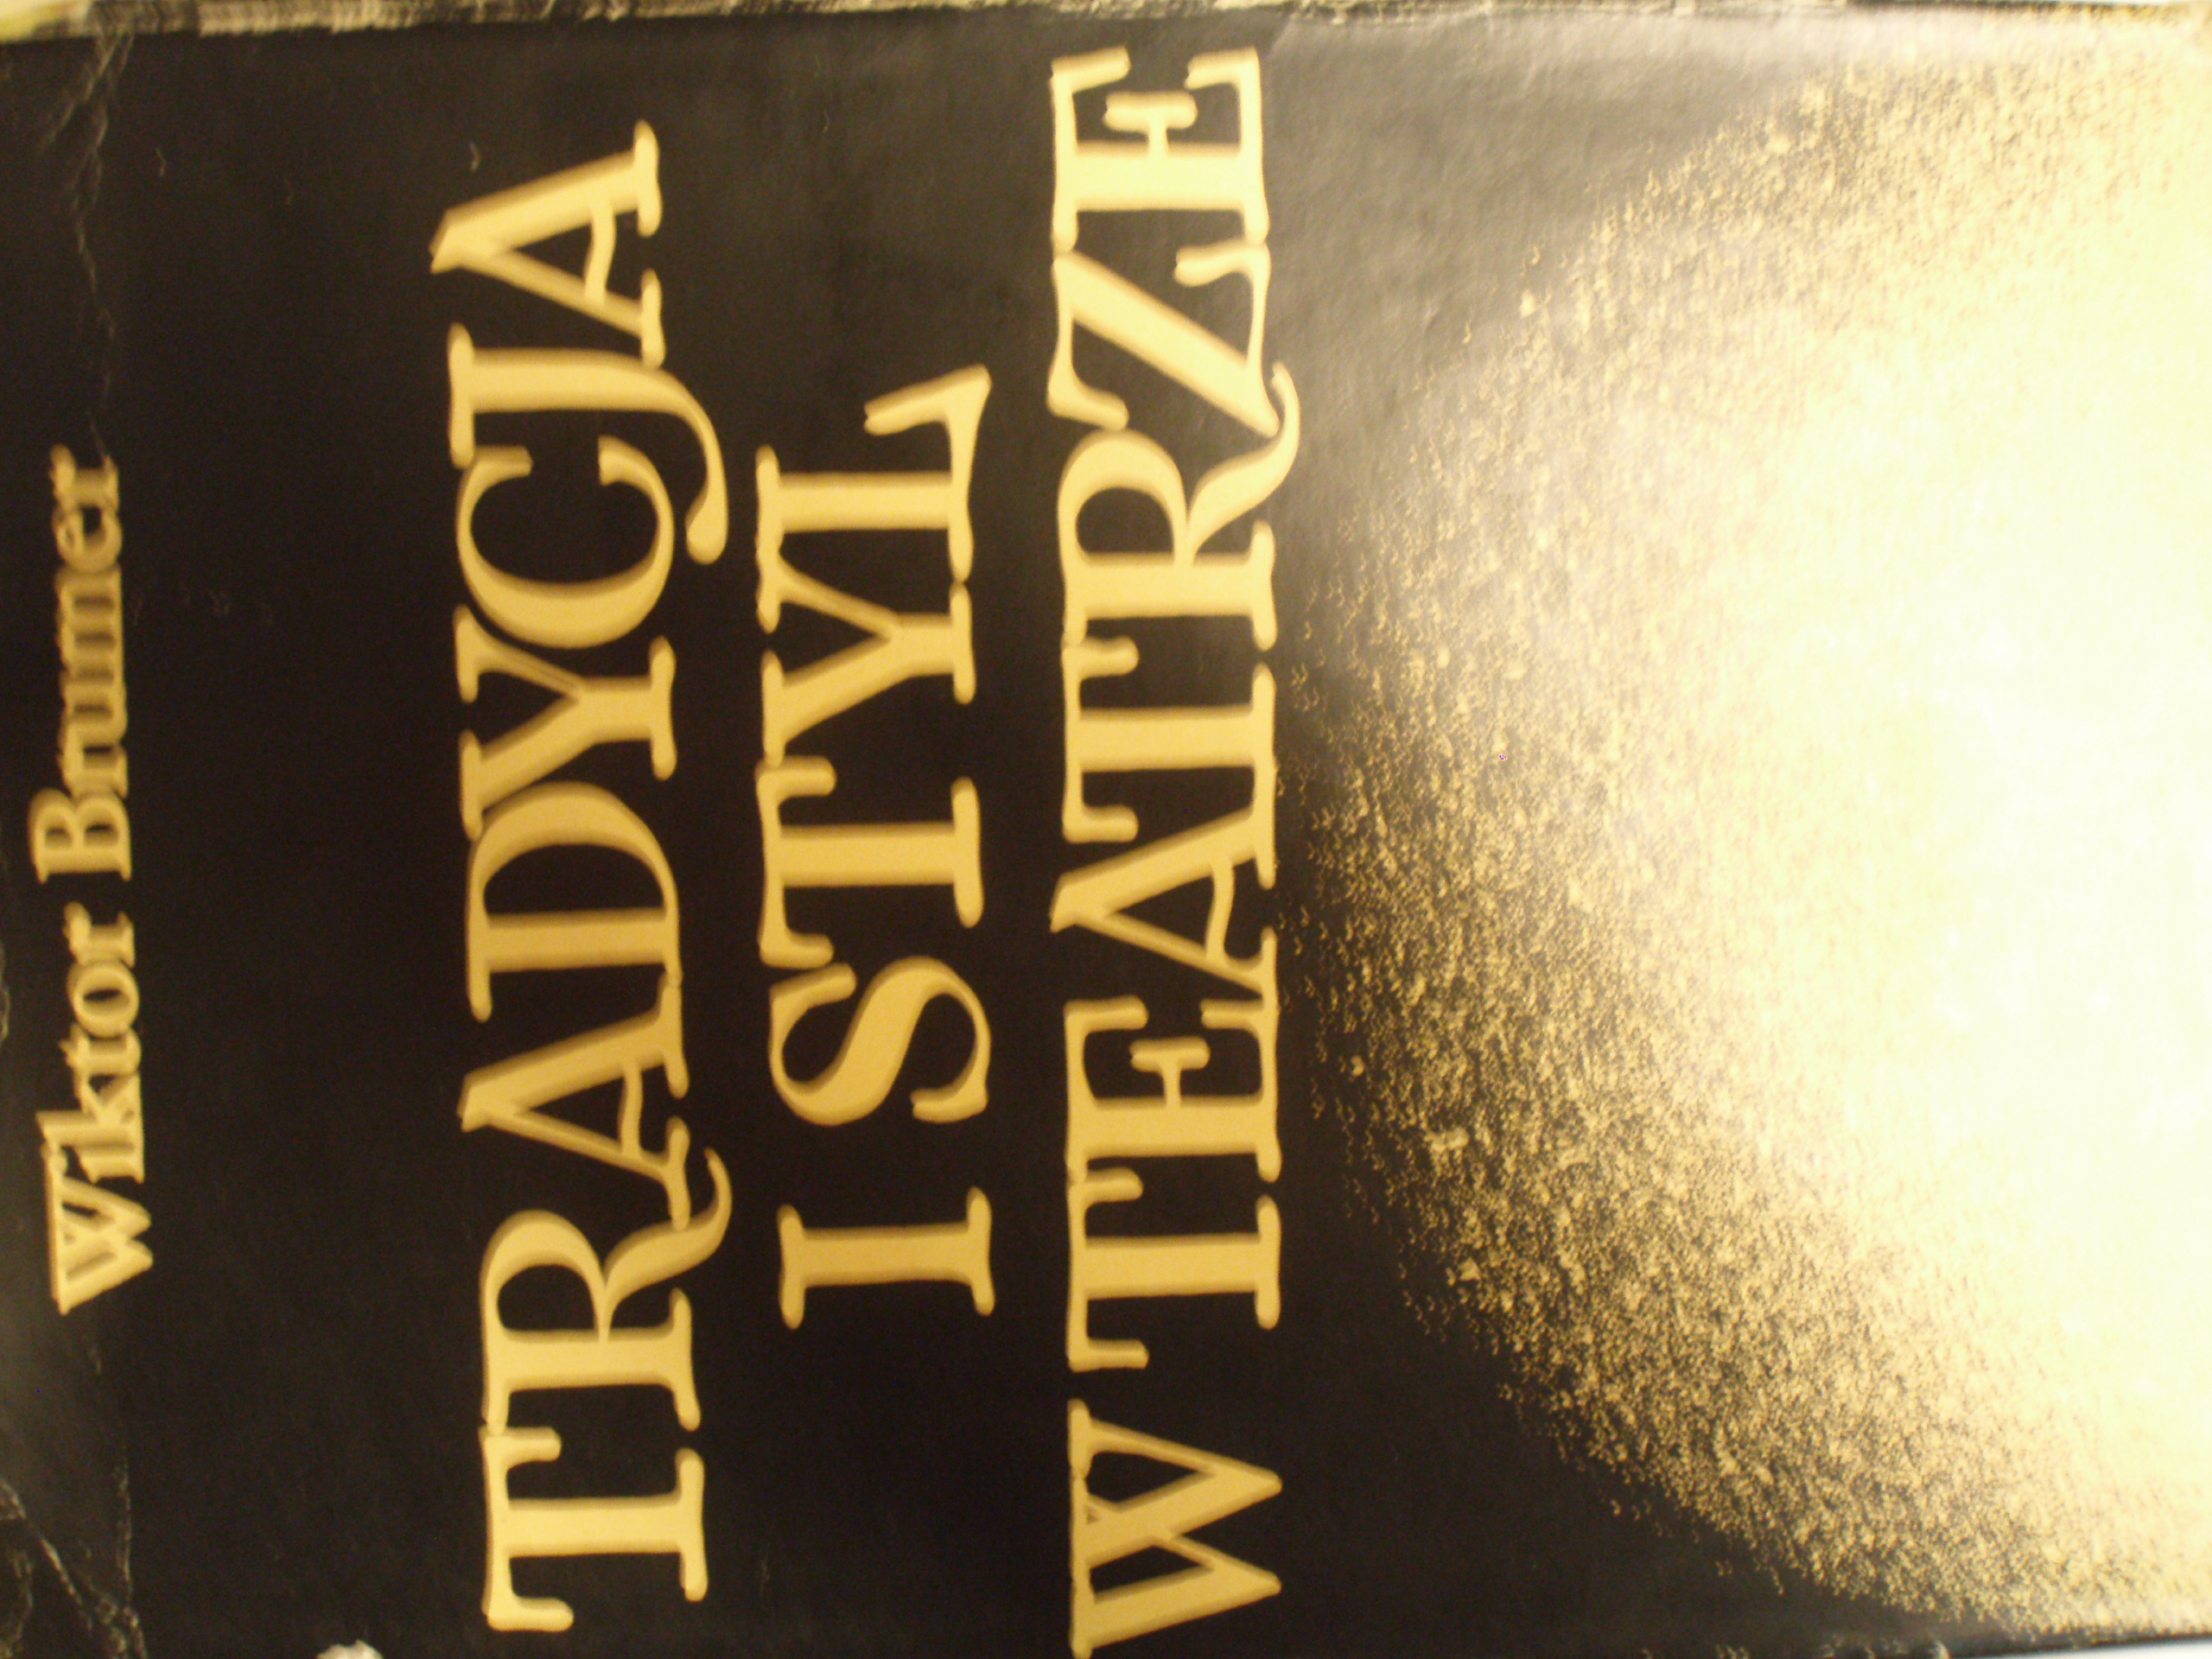 Wiktor Brumer
TRADYCJA
I STYL
W TEATRZE